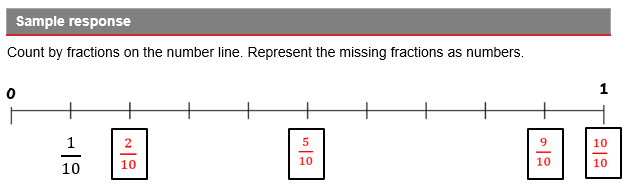 Sample response
Count by fractions on the number line. Represent the missing fractions as numbers.
0 1
1/10 2/10 5/10 9/10 10/10